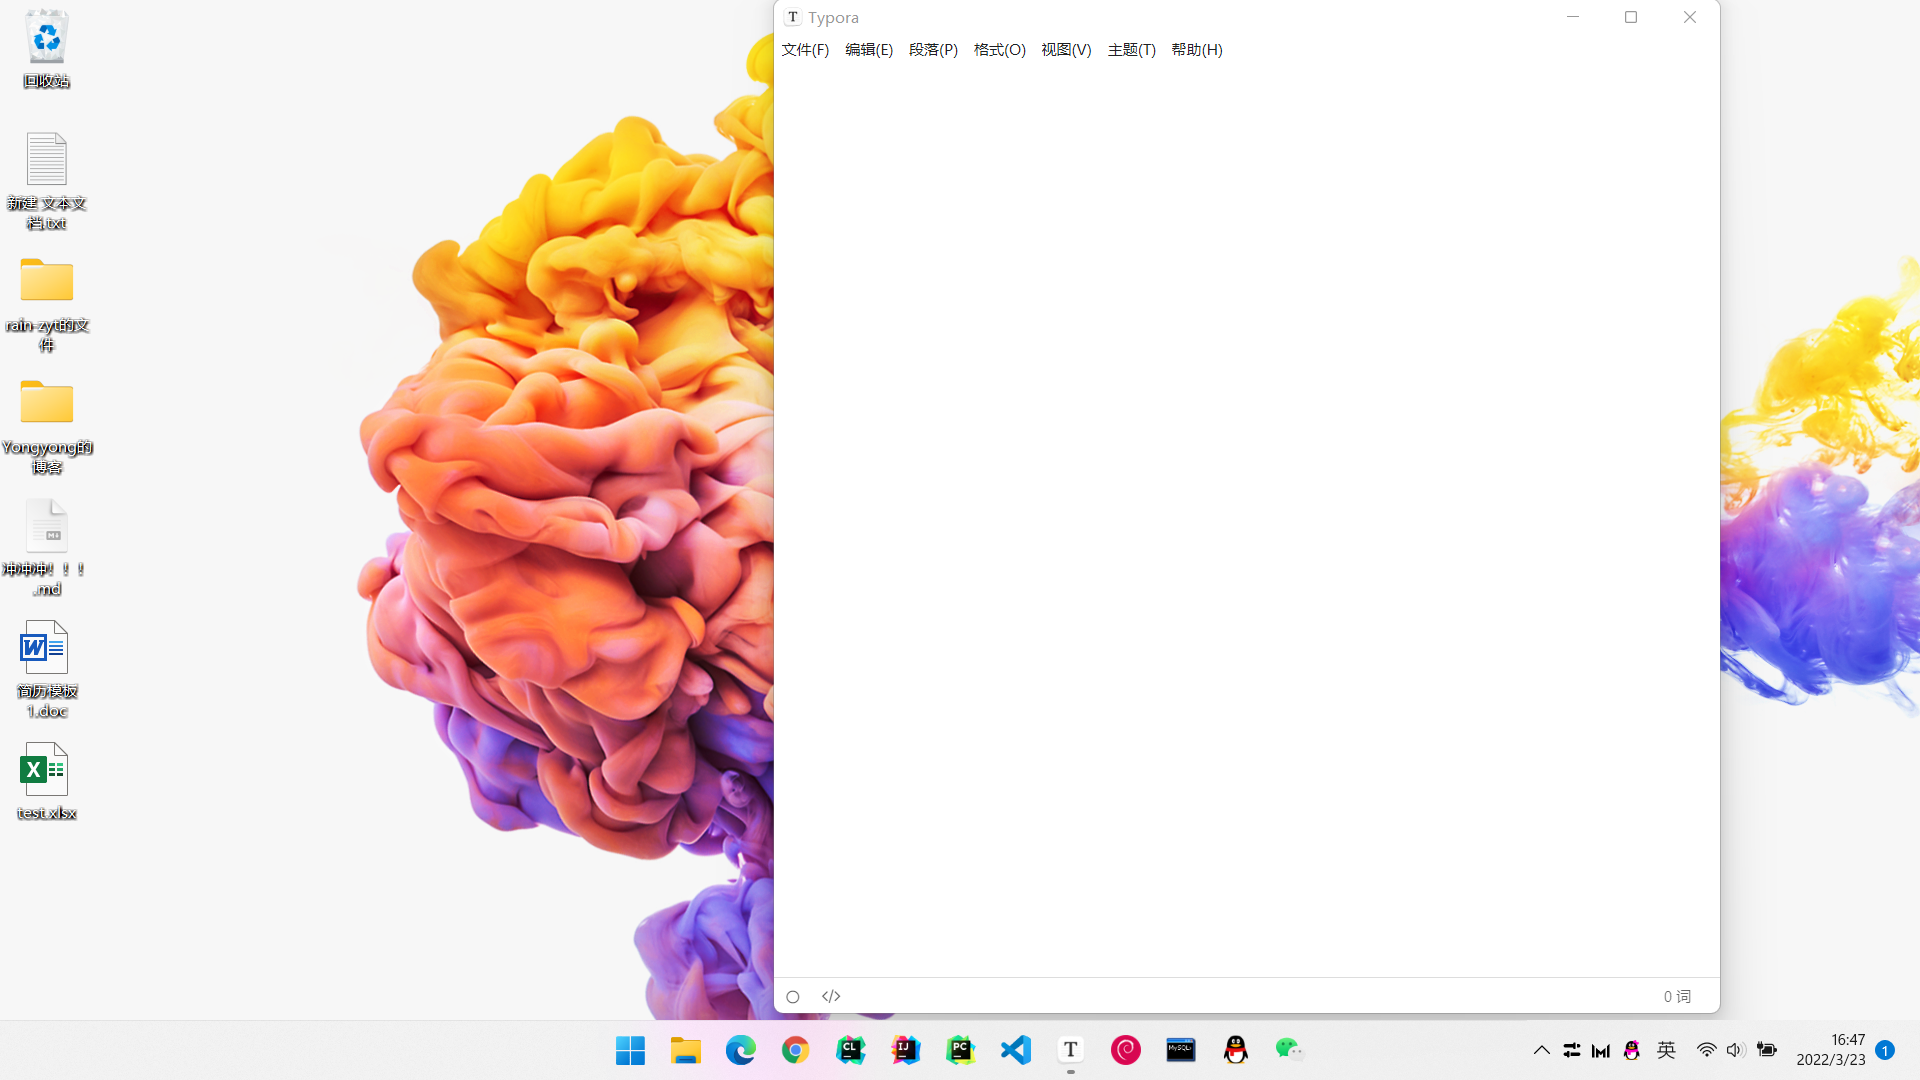 回收站
新建 文本文
档.txt
rain-zyt的文
件
Yongyong的
博客
冲冲冲！！！
.md
简历模板
1.doc
test.xlsx
T Typora
文件(F) 编辑(E) 段落(P) 格式(O) 视图(V) 主题(T) 帮助(H)
</> 0 词
CL IJ PC T MySQL
英 16:47
2022/3/23 1